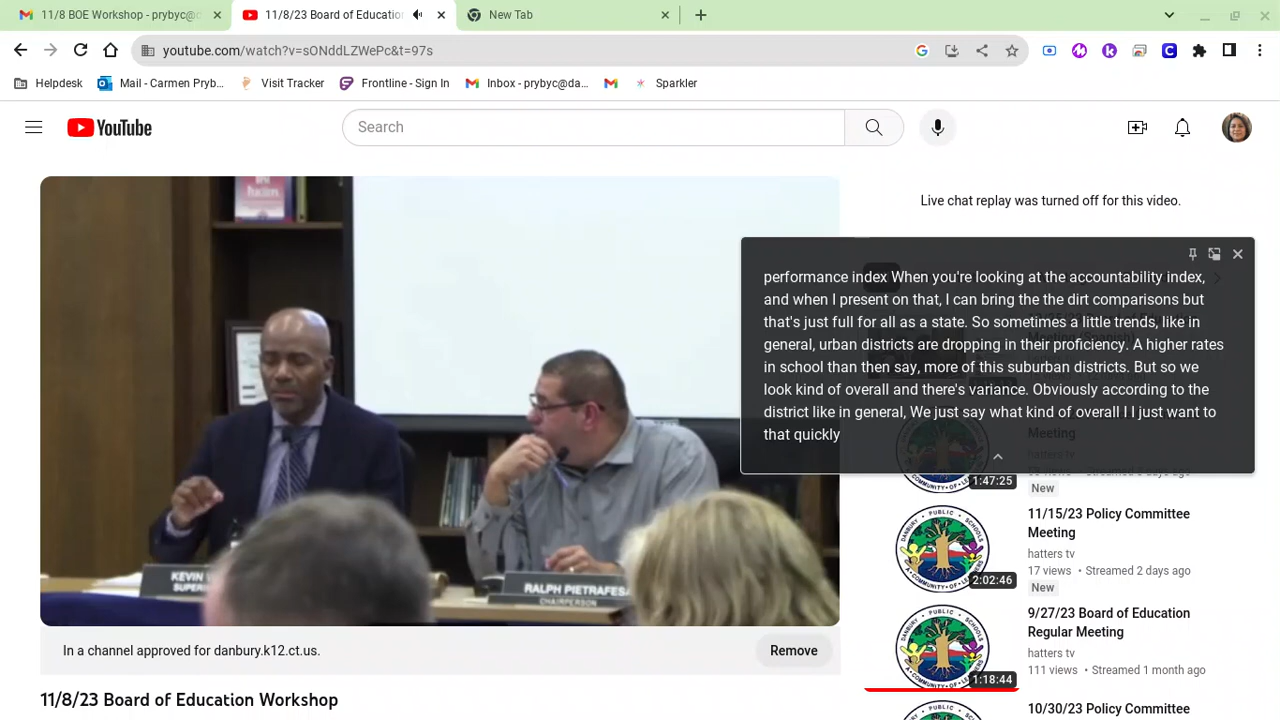 11/8 BOE Workshop - prybyc@d
11/8/23 Board of Education
New Tab
youtube.com/watch?v=sONddLZWePc&t=97s
Helpdesk
Mail - Carmen Pryb...
Visit Tracker
Frontline - Sign In
Inbox - prybyc@da...
Sparkler
YouTube
Search
Live chat replay was turned off for this video.
performance index When you're looking at the accountability index,
and when I present on that, I can bring the the dirt comparisons but
that's just full for all as a state. So sometimes a little trends, like in
general, urban districts are dropping in their proficiency. A higher rates
in school than then say, more of this suburban districts. But so we
look kind of overall and there's variance. Obviously according to the
district like in general, We just say what kind of overall I I just want to
that quickly
KEVIN
RALPH PIETRAFESA
CHAIRPERSON
Meeting
hatters tv
1:47:25
New
11/15/23 Policy Committee
Meeting
hatters tv
17 views • Streamed 2 days ago
2:02:46
New
9/27/23 Board of Education
Regular Meeting
hatters tv
111 views • Streamed 1 month ago
1:18:44
10/30/23 Policy Committee
In a channel approved for danbury.k12.ct.us.
Remove
11/8/23 Board of Education Workshop